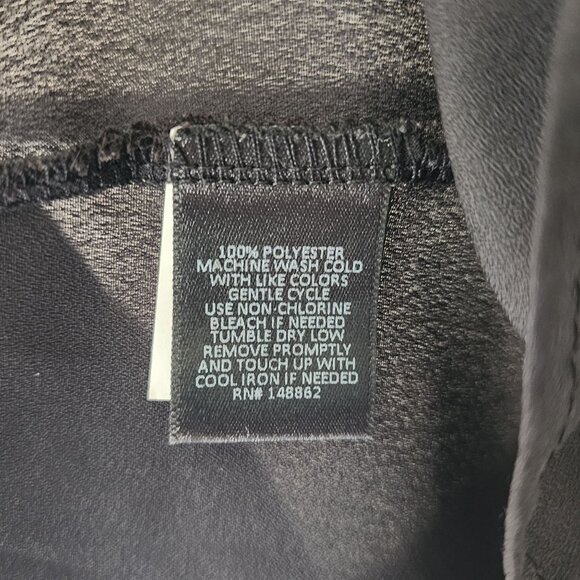 100% POLYESTER
MACHINE WASH COLD
WITH LIKE COLORS
GENTLE CYCLE
USE NON-CHLORINE
BLEACH IF NEEDED
TUMBLE DRY LOW
REMOVE PROMPTLY
AND TOUCH UP WITH
COOL IRON IF NEEDED
RN# 148862